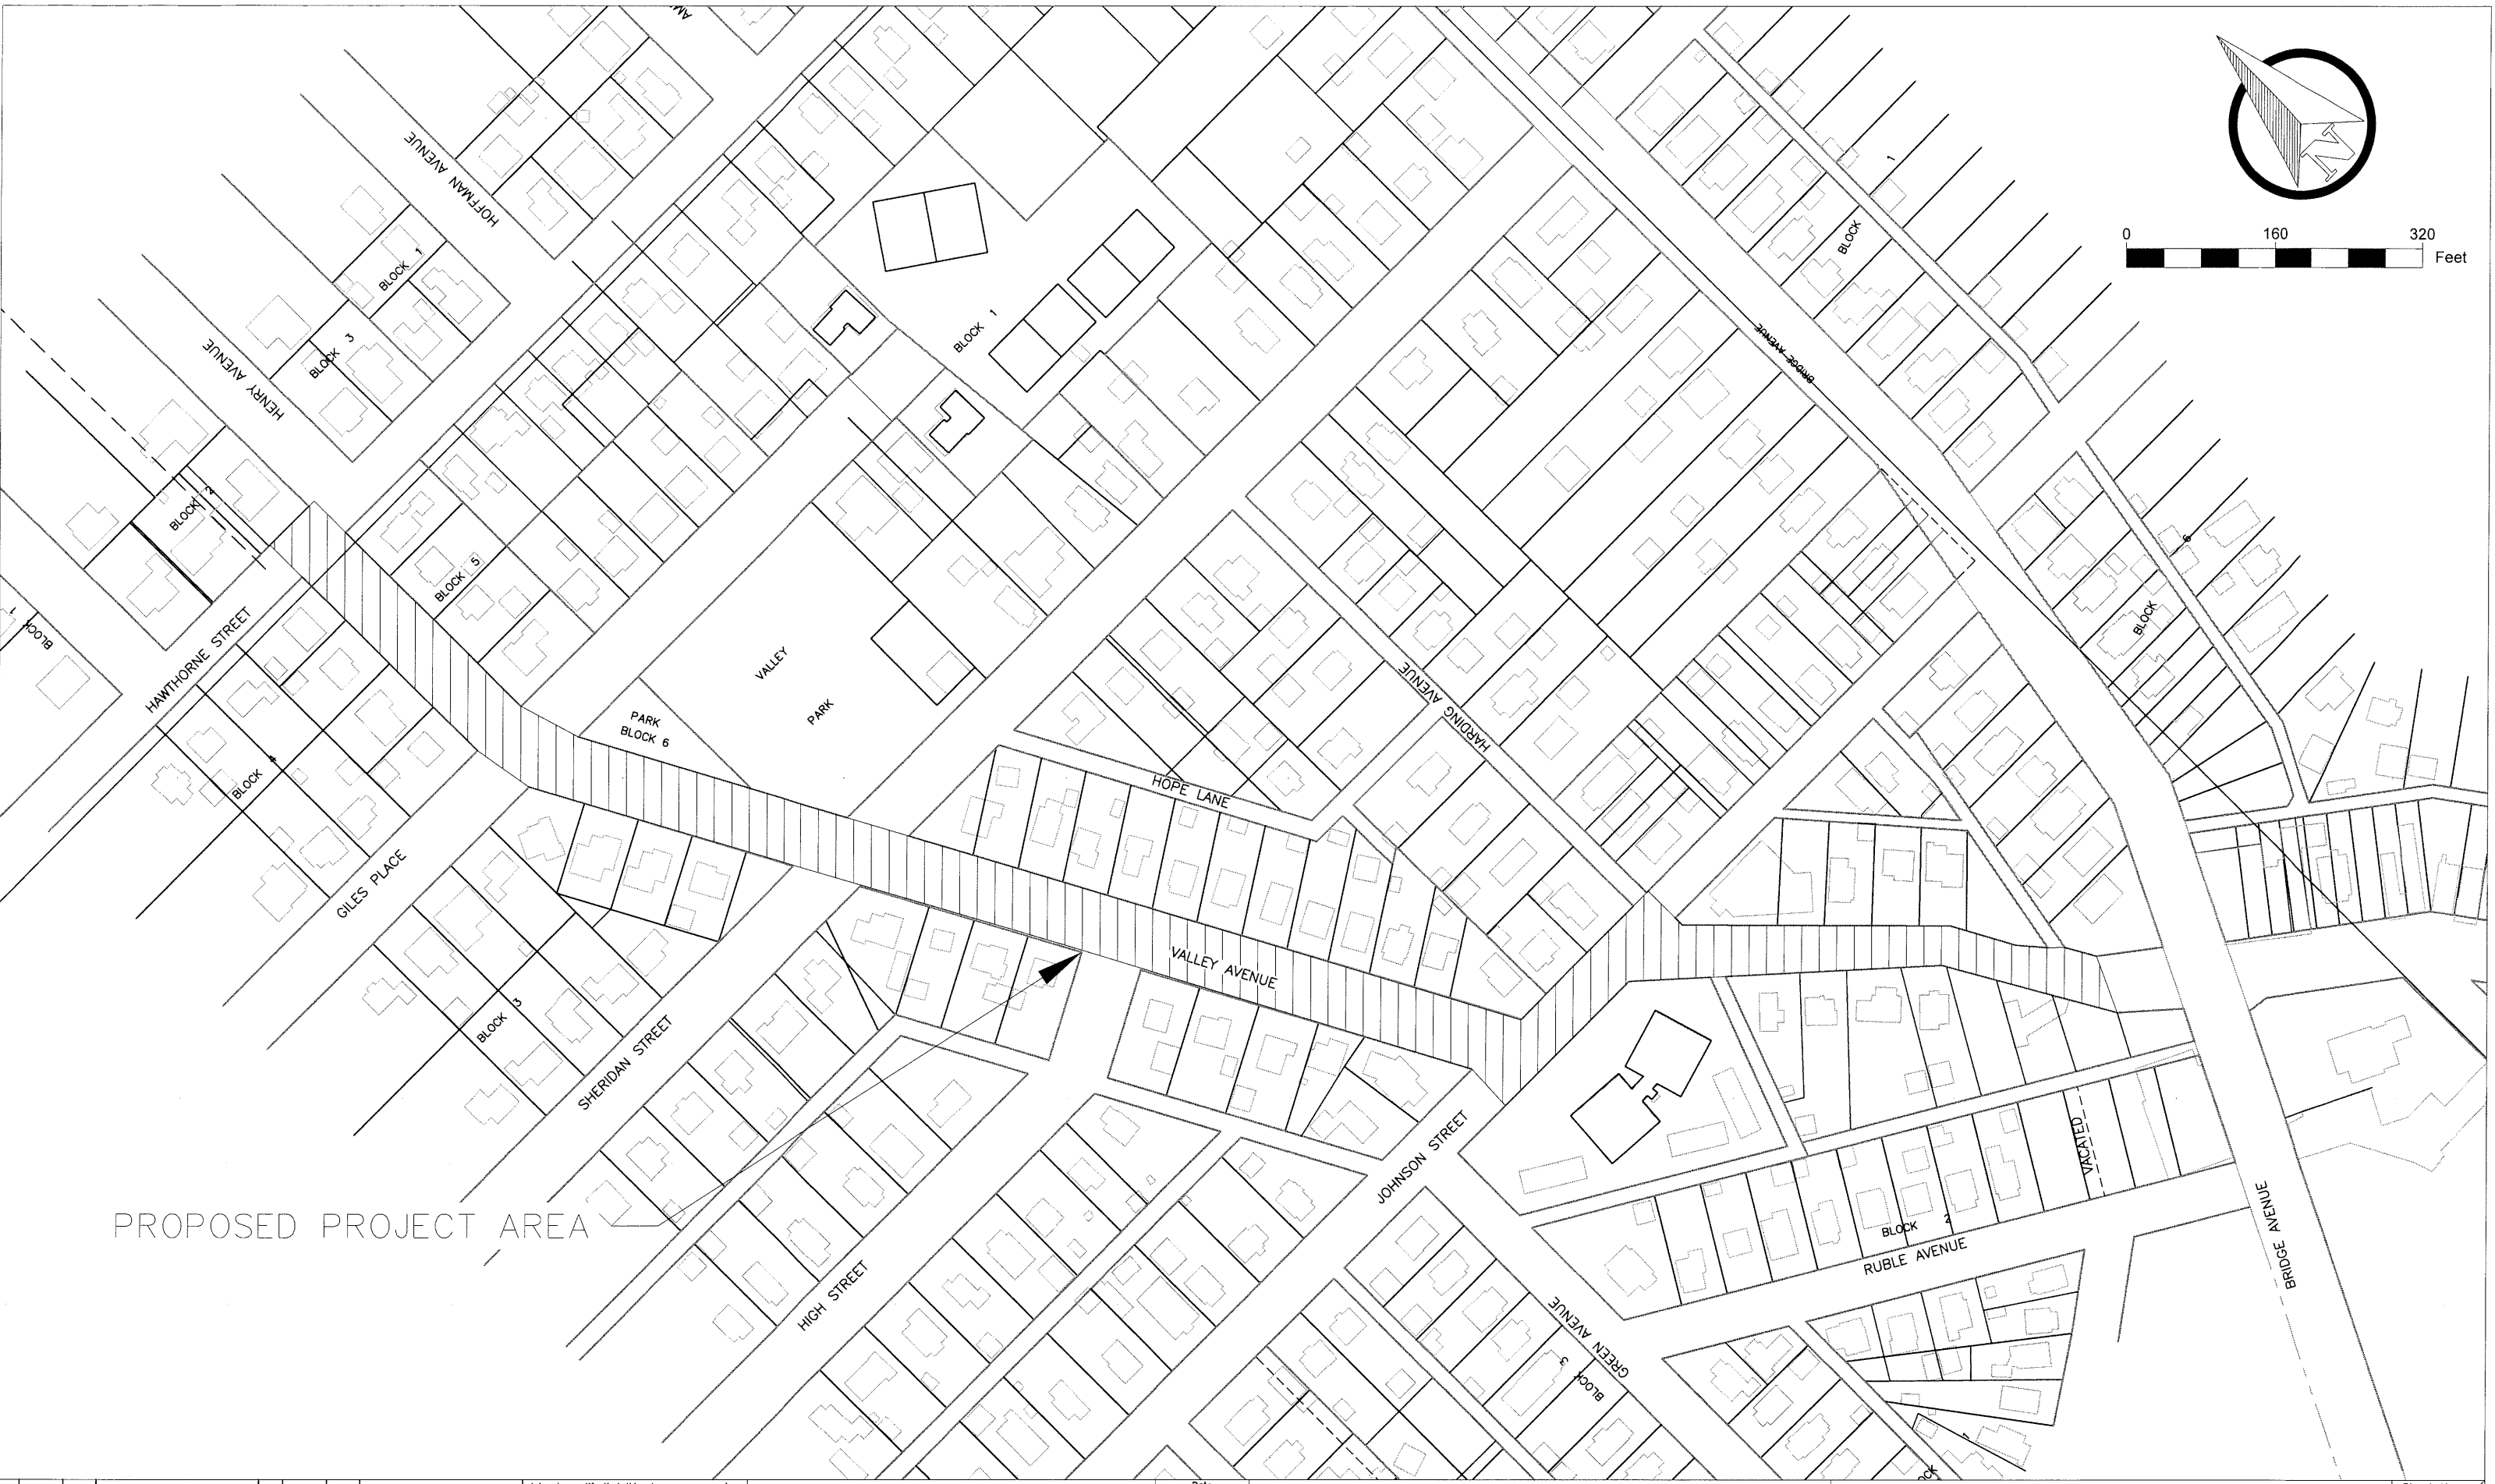 AM
HOFFMAN AVENUE
N
0 160 320
Feet
1
BLOCK
BLOCK 1
BLOCK 3
HENRY AVENUE
BLOCK 1
BRIDGE AVENUE
BLOCK 2
BLOCK 5
6
BLOCK
1
BLOCK
HAWTHORNE STREET
VALLEY
PARK
PARK
BLOCK 6
HARDING AVENUE
BLOCK 4
HOPE LANE
GILES PLACE
VALLEY AVENUE
BLOCK 3
SHERIDAN STREET
JOHNSON STREET
VACATED
PROPOSED PROJECT AREA
BLOCK 2
RUBLE AVENUE
BRIDGE AVENUE
HIGH STREET
GREEN AVENUE
3
BLOCK